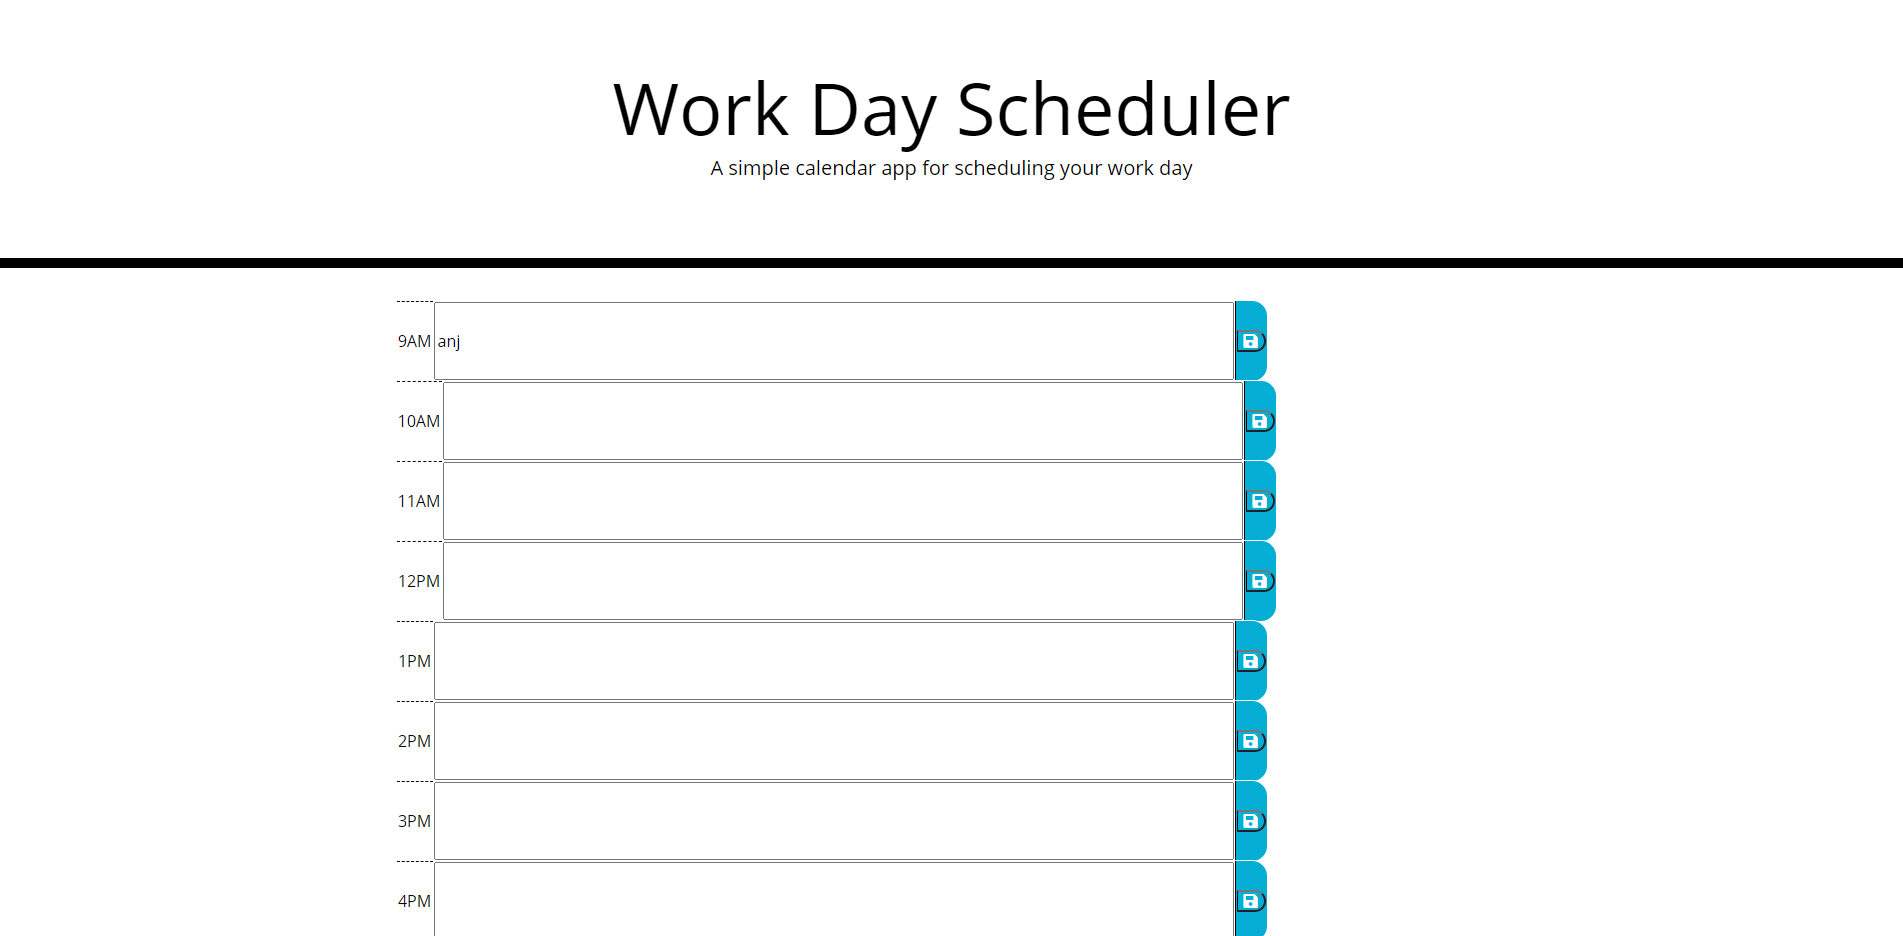 Work Day Scheduler
A simple calendar app for scheduling your work day
9AM anj
10AM
11AM
12PM
1PM
2PM
3PM
4PM